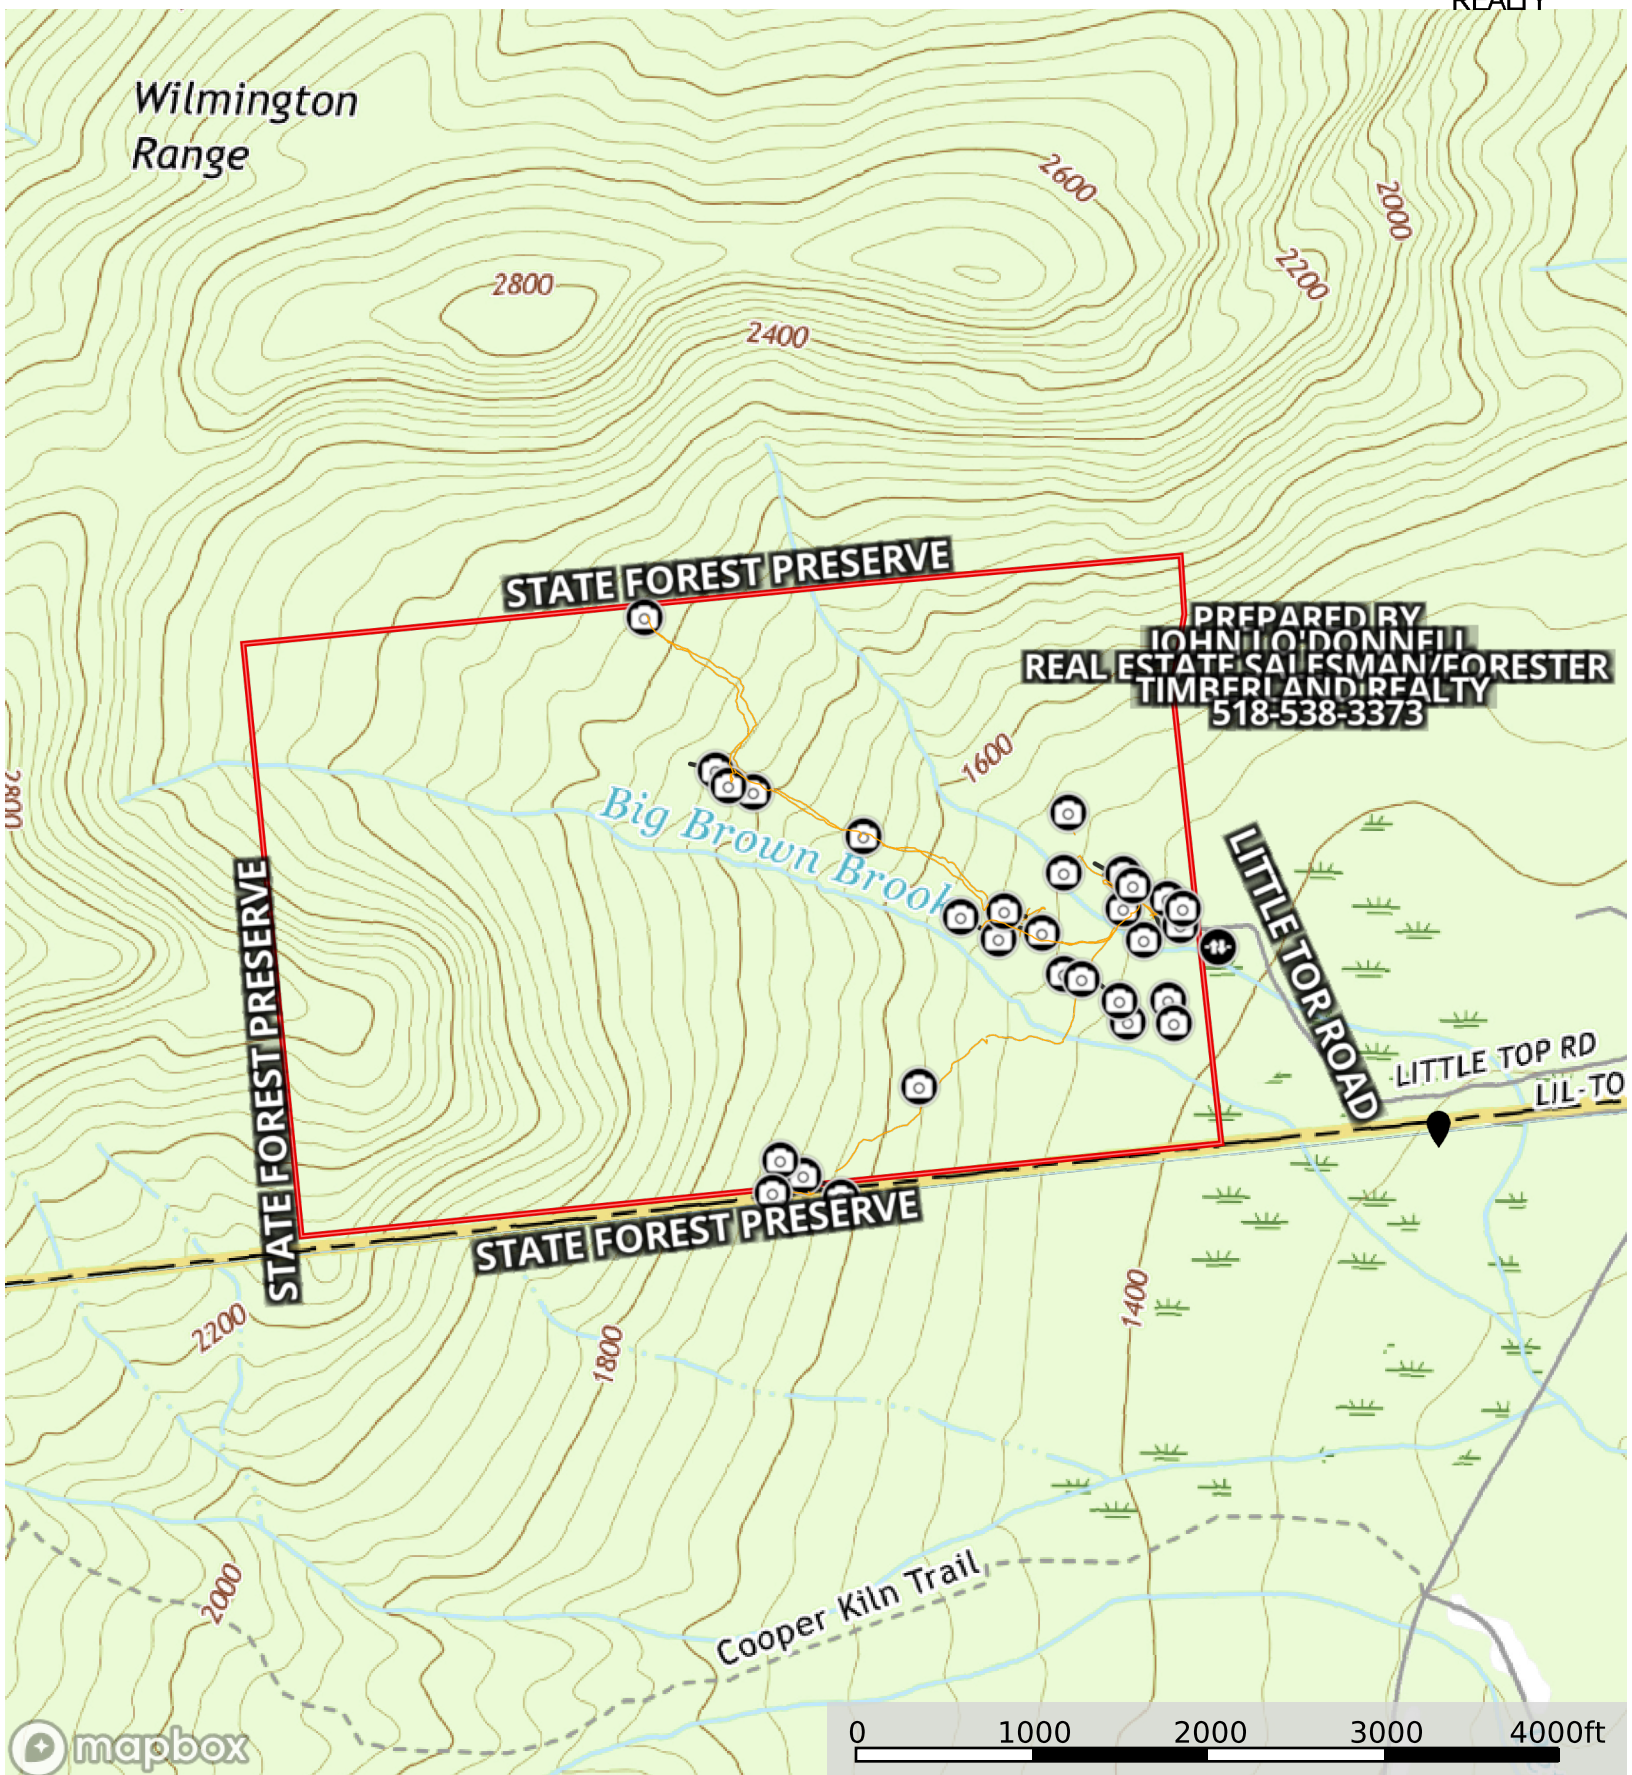 REALTY
Wilmington
Range
2600
2000
2200
2800
2400
STATE FOREST PRESERVE
PREPARED BY
JOHN J O'DONNELL
REAL ESTATE SALESMAN/FORESTER
TIMBERLAND REALTY
518-538-3373
1600
2800
Big Brown Brook
STATE FOREST PRESERVE
LITTLE TOR ROAD
LITTLE TOP RD
LIL-TO
STATE FOREST PRESERVE
2200
1800
1400
2000
Cooper Kiln Trail
mapbox
0 1000 2000 3000 4000ft